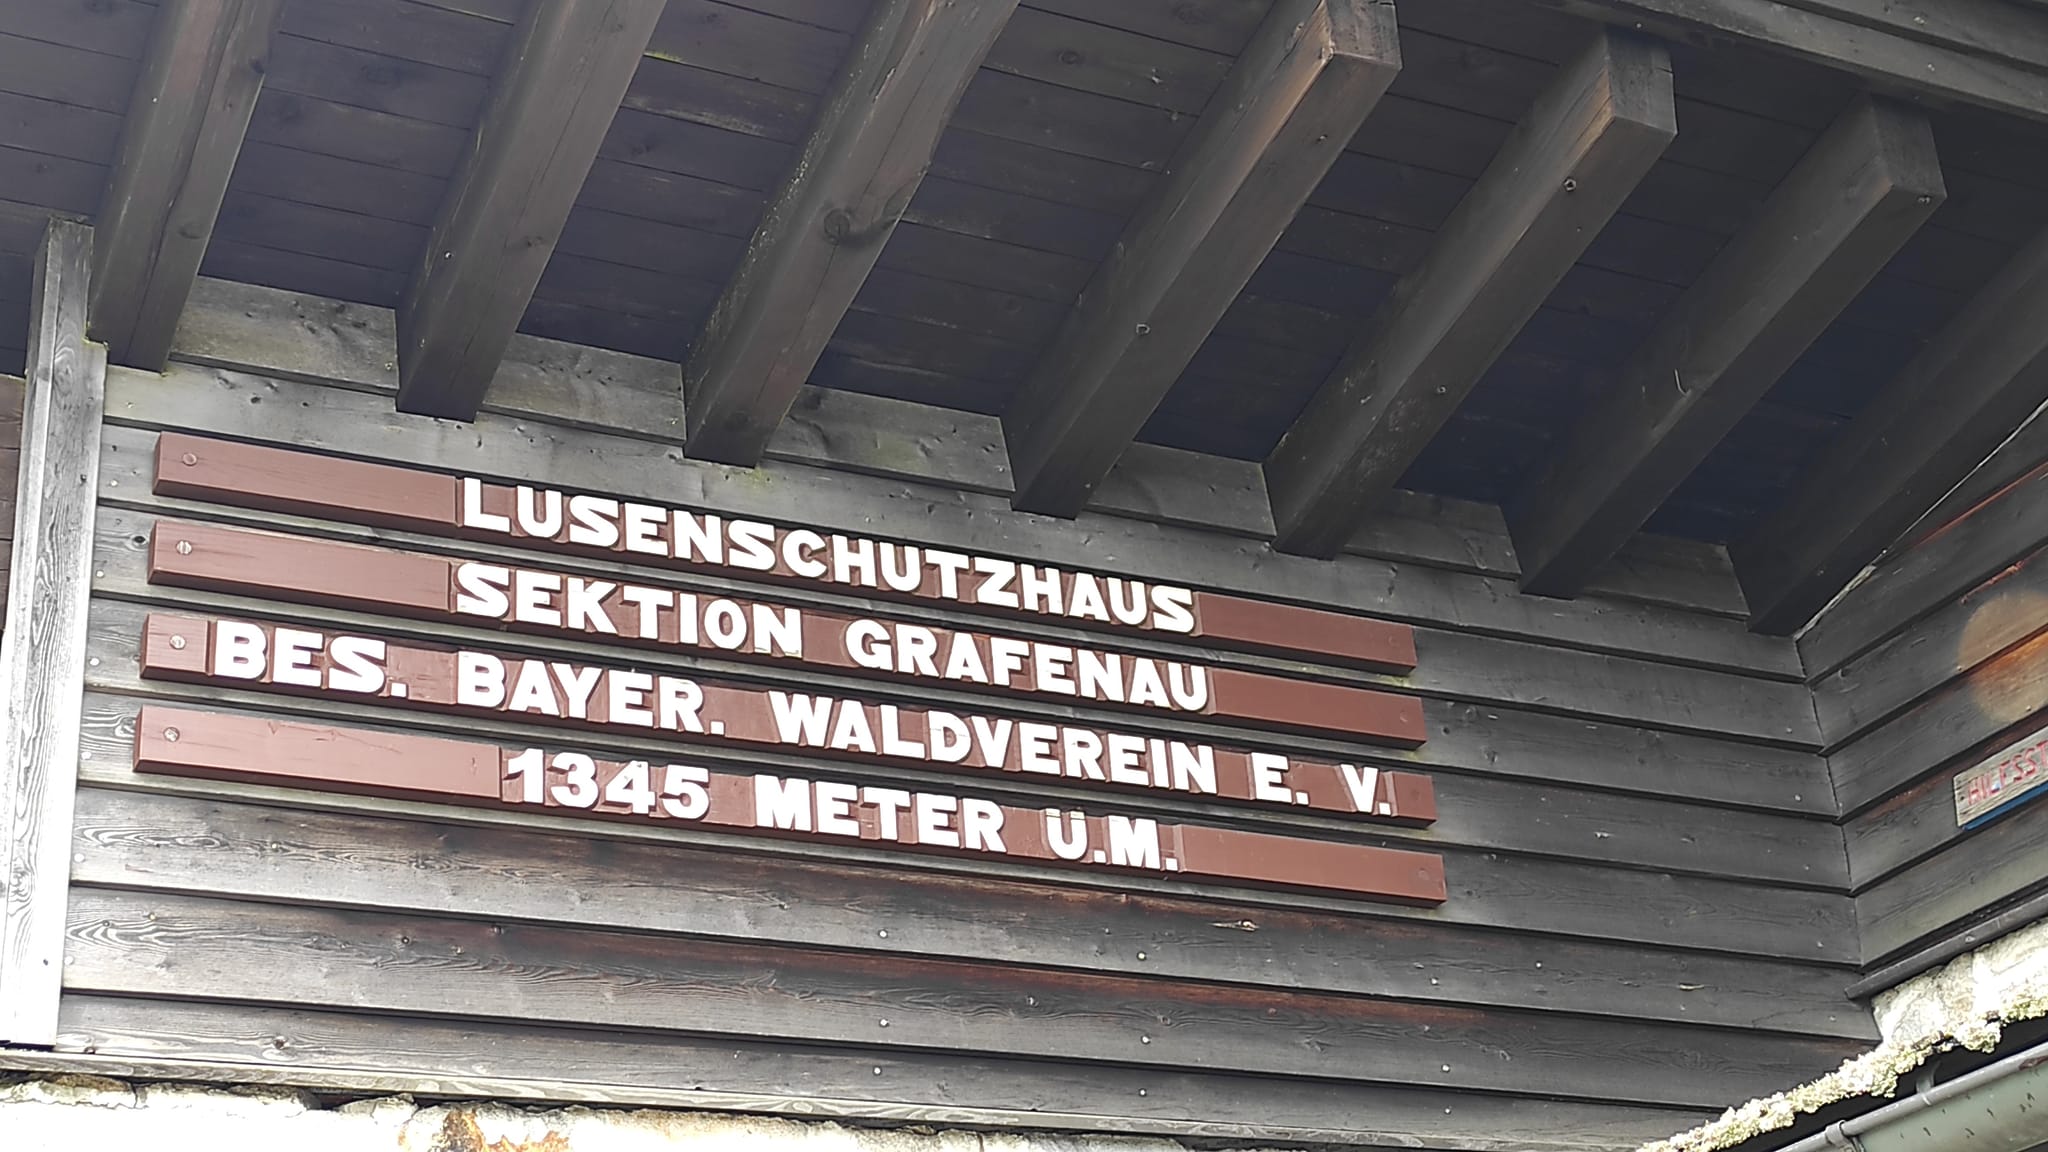 LUSENSCHUTZHAUS
SEKTION GRAFENAU
BES. BAYER. WALDVEREIN E. V.
1345 METER Ü.M.